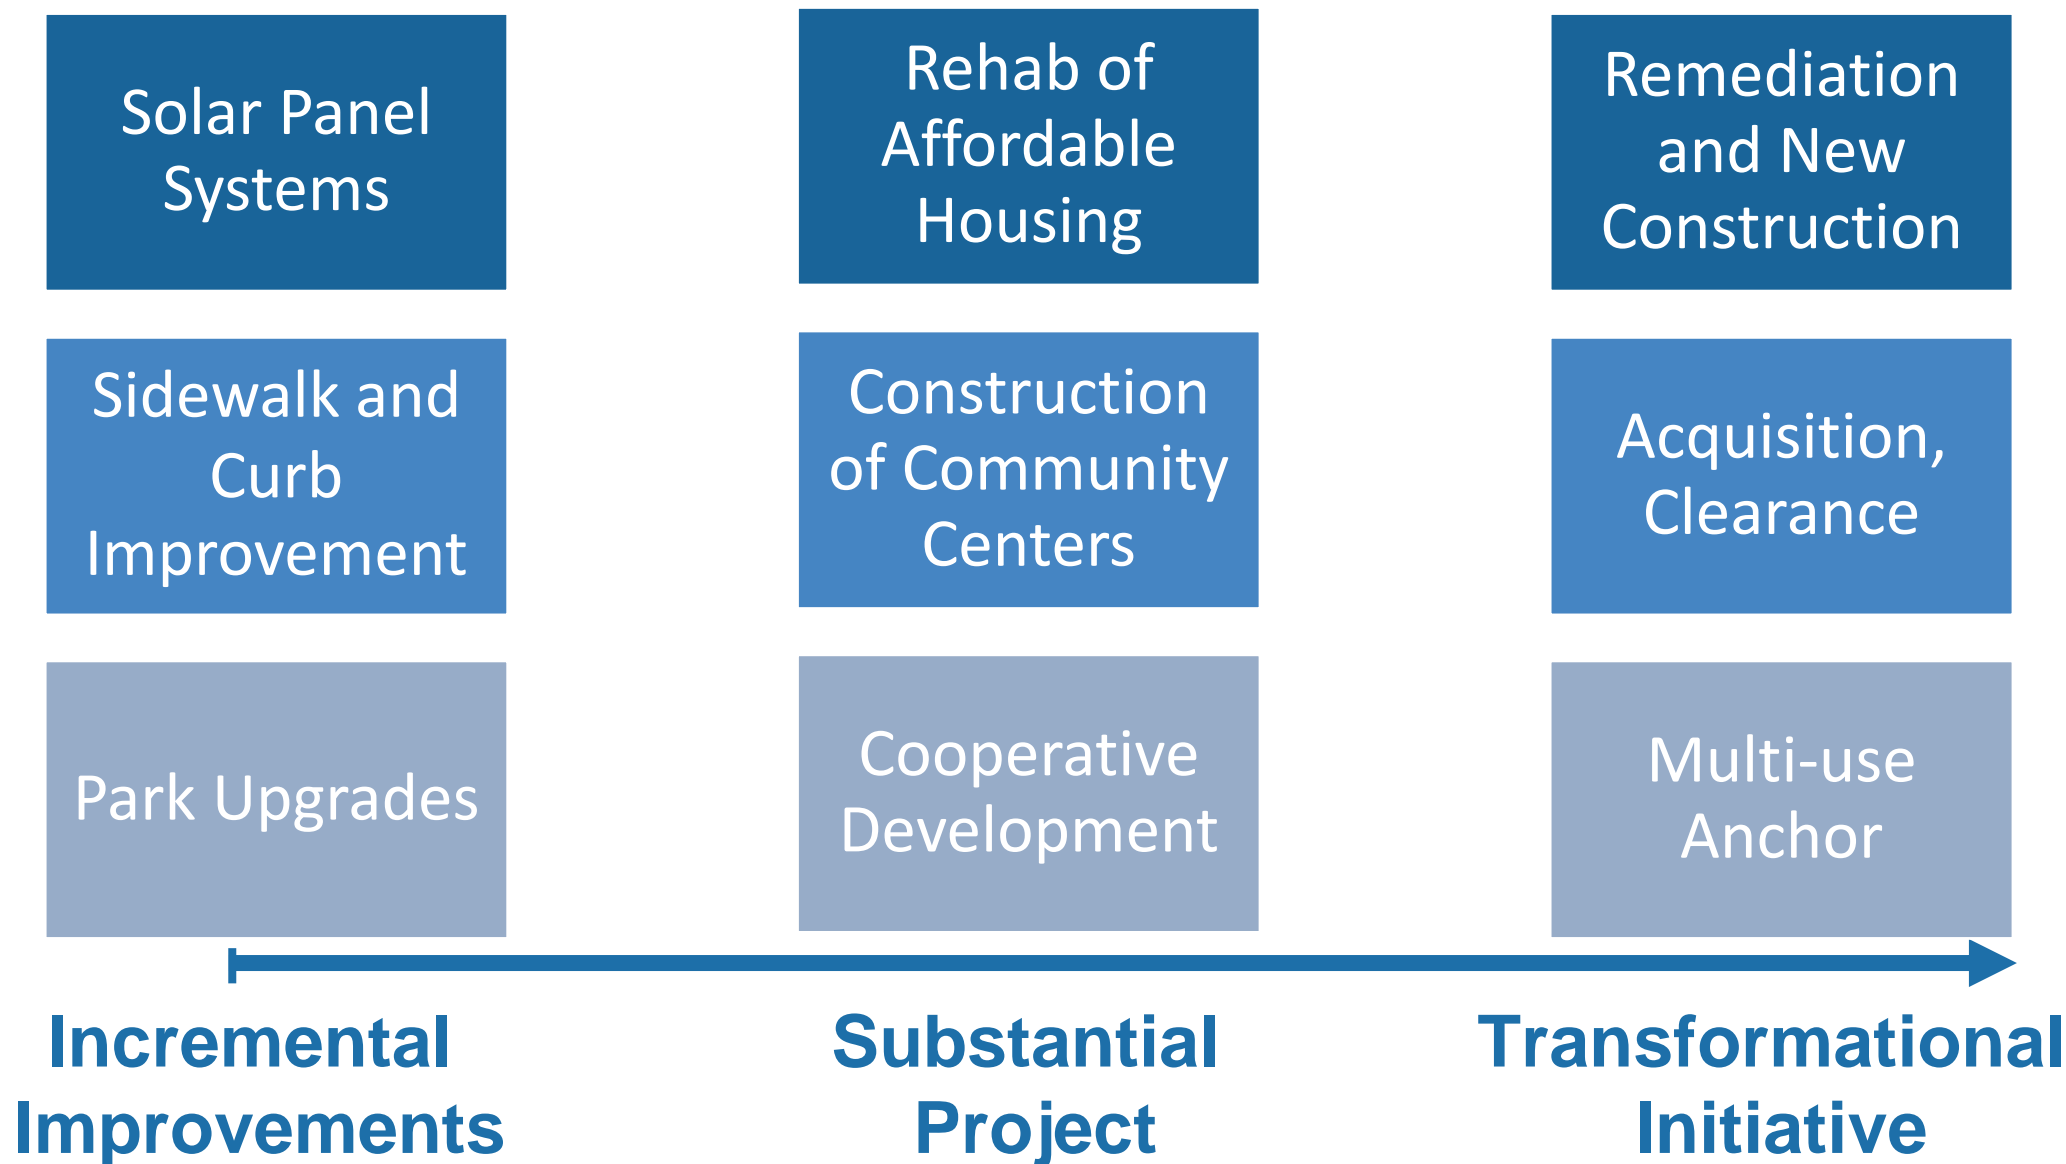 Solar Panel
Systems
Rehab of
Affordable
Housing
Remediation
and New
Construction
Sidewalk and
Curb
Improvement
Construction
of Community
Centers
Acquisition,
Clearance
Park Upgrades
Cooperative
Development
Multi-use
Anchor
Incremental
Improvements
Substantial
Project
Transformational
Initiative